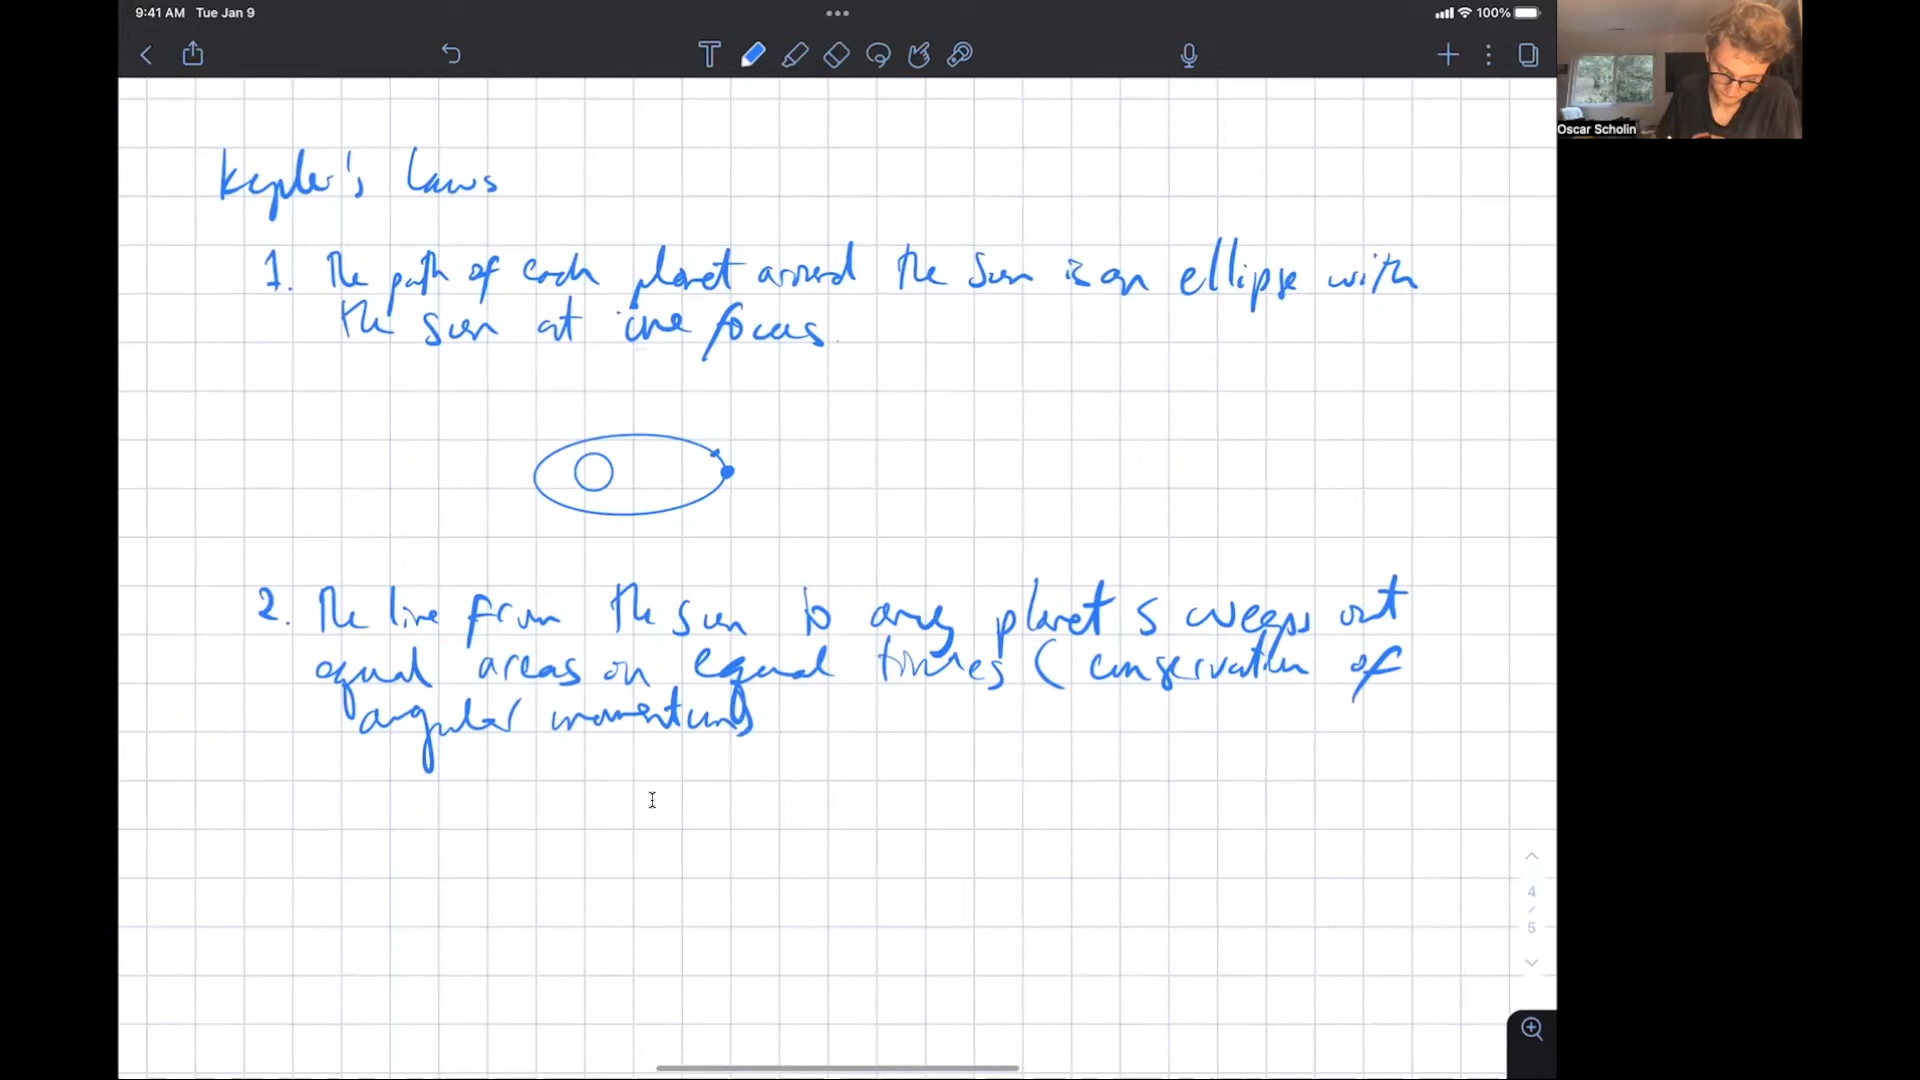 9:41 AM Tue Jan 9
100%
Oscar Scholin
Kepler's laws
1. The path of each planet around the Sun is an ellipse with
the sun at one focus.
2. The line from the sun to any planet sweeps out
equal areas on equal times (conservation of
angular momentum)
4
5